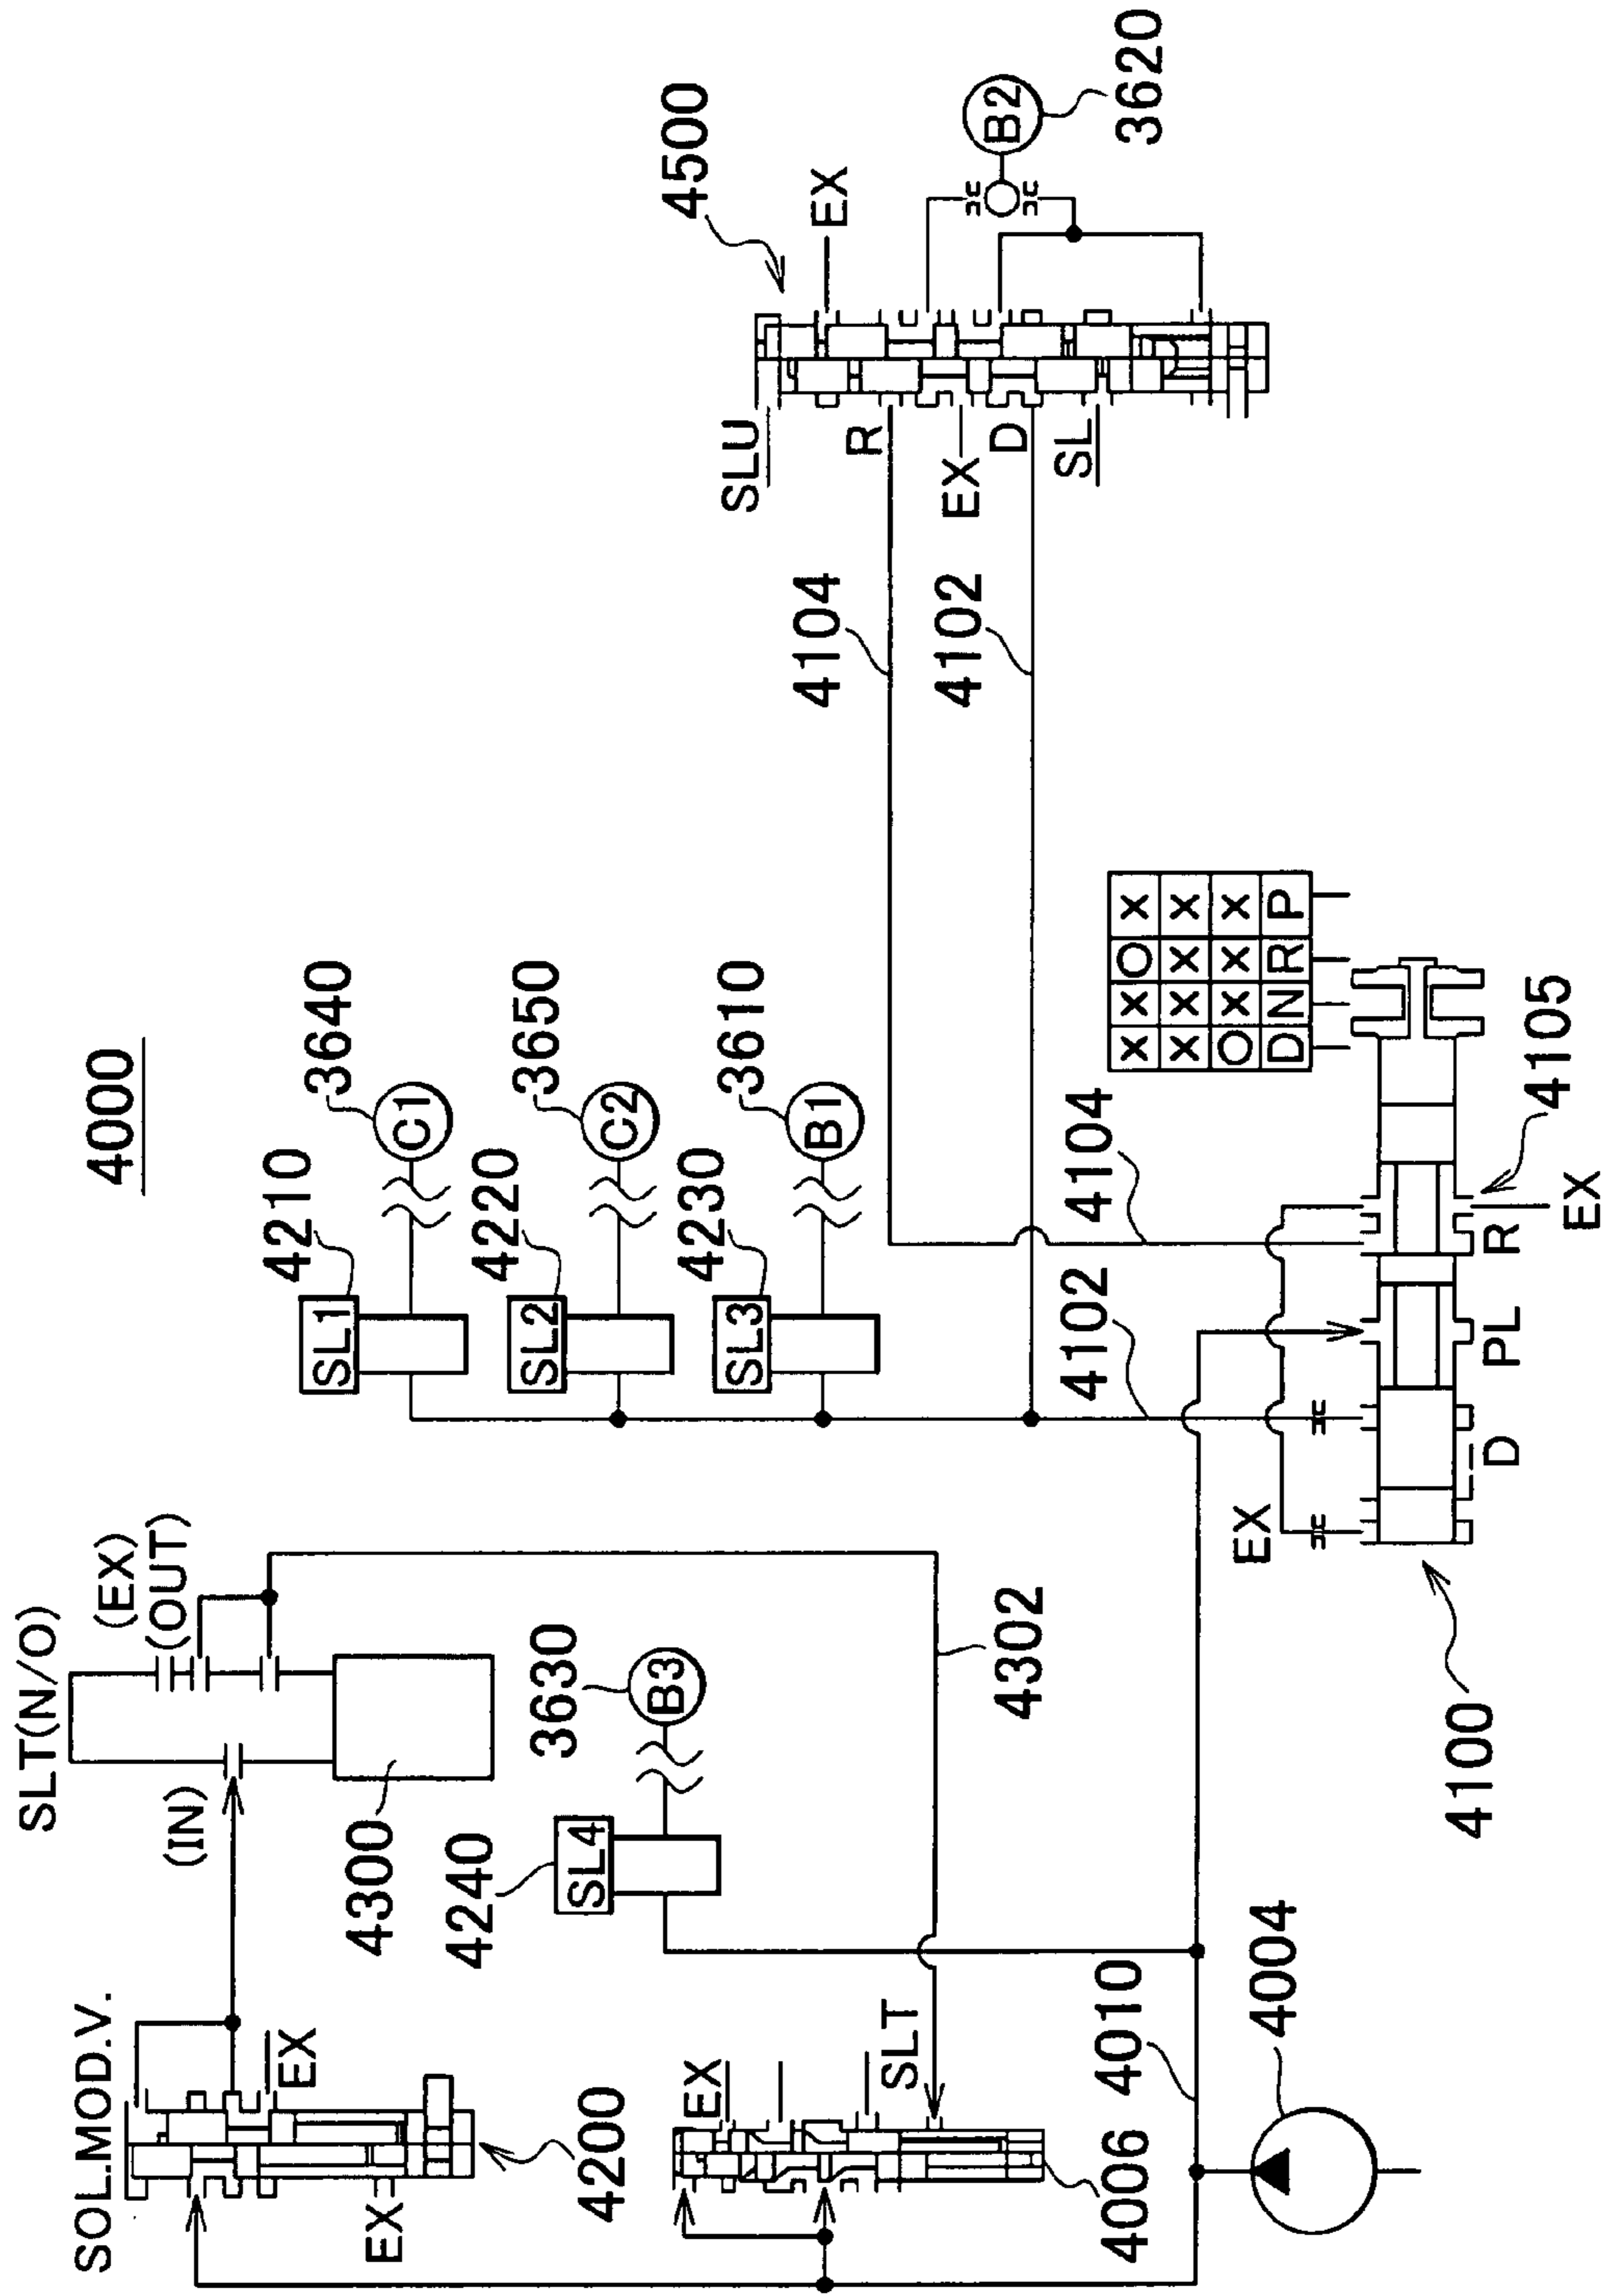 4000
SOL.MOD.V.
EX
EX
4200
SLT(N/O)
(IN)
(EX)
(OUT)
4300
4210
SL1
C1
3640
4220
SL2
C2
3650
4230
SL3
B1
3610
4240
SL4
B3
3630
4302
EX
SLT
4006
4010
4004
4500
SLU
EX
R
EX
D
SL
B2
3620
4104
4102
4102
4104
X X O X
X X X X
O X X X
D N R P
EX
D
PL
R
EX
4105
4100